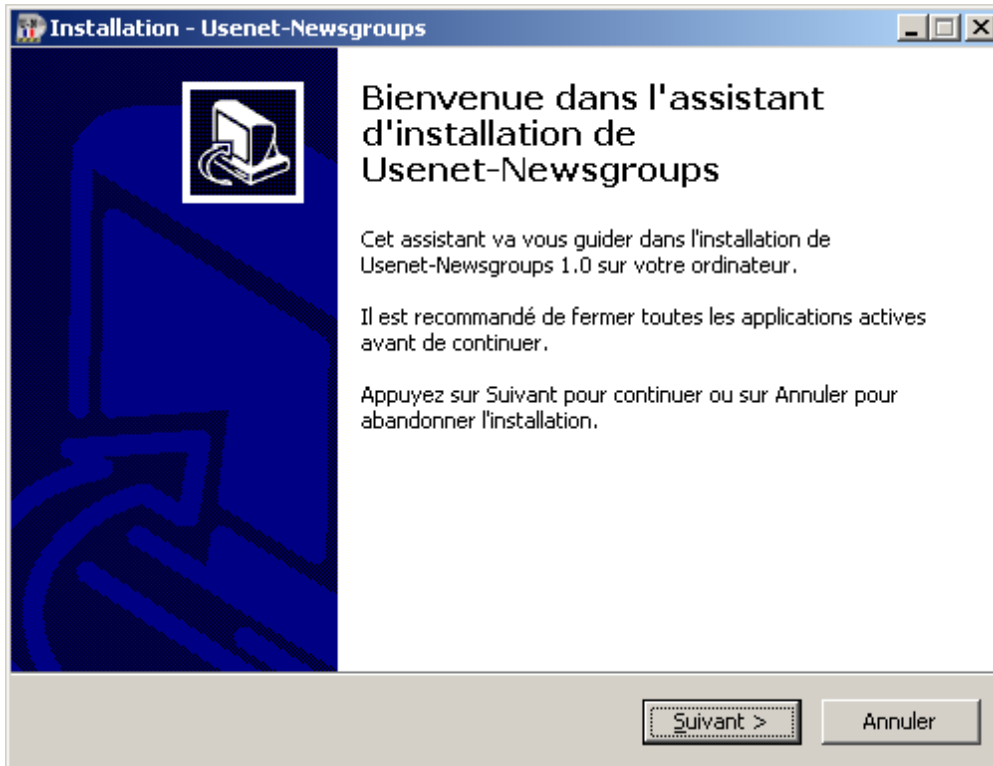 Installation - Usenet-Newsgroups
Bienvenue dans l'assistant
d'installation de
Usenet-Newsgroups
Cet assistant va vous guider dans l'installation de
Usenet-Newsgroups 1.0 sur votre ordinateur.
Il est recommandé de fermer toutes les applications actives
avant de continuer.
Appuyez sur Suivant pour continuer ou sur Annuler pour
abandonner l'installation.
Suivant >
Annuler